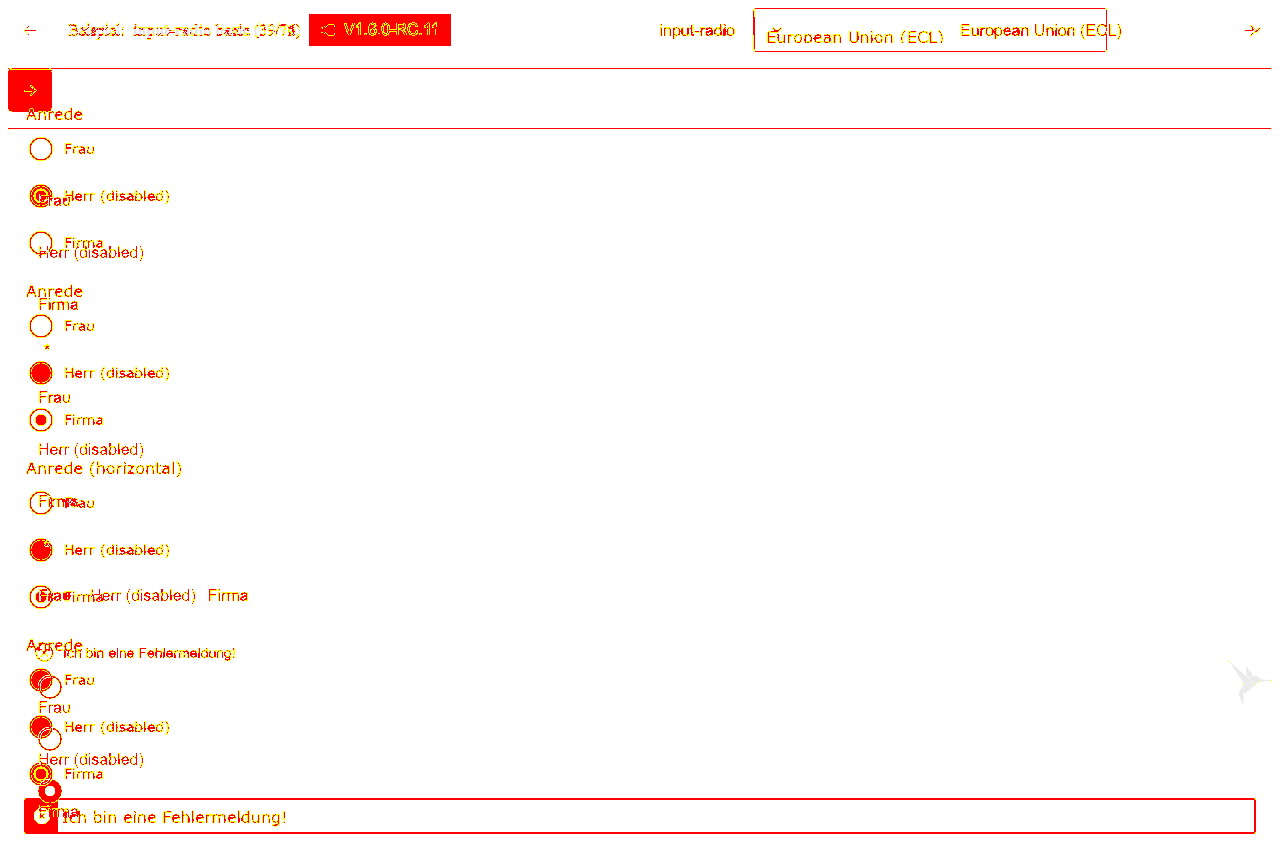 Beispiel: input-radio basic (39/78) V1.6.0-RC.11 input-radio European Union (ECL) European Union (ECL)
Anrede
Frau
Herr (disabled)
Frau
Firma
Herr (disabled)
Anrede
Firma
Frau
*
Herr (disabled)
Frau
Firma
Herr (disabled)
Anrede (horizontal)
Firma
Frau
Herr (disabled)
Frau Herr (disabled) Firma
Firma
Anrede
Ich bin eine Fehlermeldung!
Frau
Frau
Herr (disabled)
Herr (disabled)
Firma
Firma
Ich bin eine Fehlermeldung!